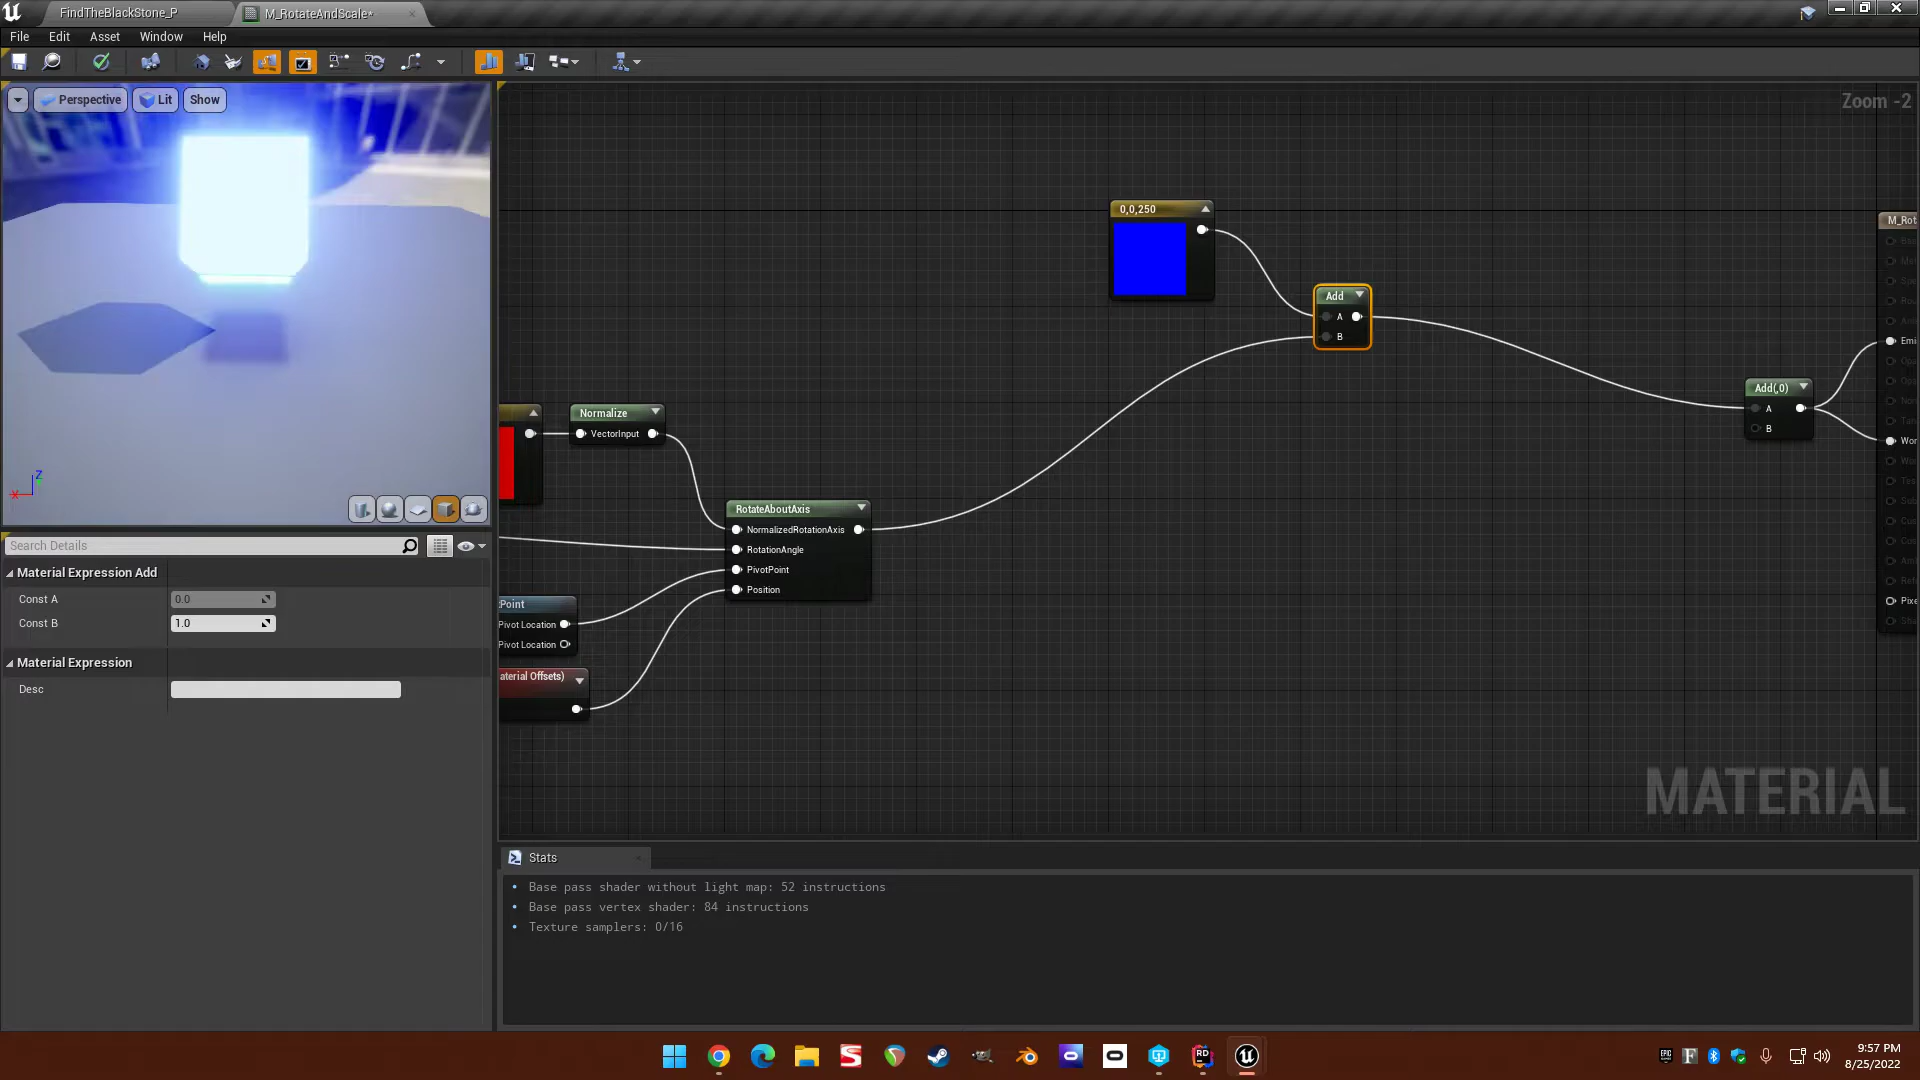 FindTheBlackStone_P
M_RotateAndScale*
File Edit Asset Window Help
Perspective Lit Show
Zoom -2
0,0,250
M_Rot
Add
A
B
Emi
Add(,0)
A
B
Wor
Normalize
VectorInput
RotateAboutAxis
NormalizedRotationAxis
RotationAngle
PivotPoint
Position
Point
Pivot Location
Pivot Location
aterial Offsets)
Pixe
Z
X
Search Details
Material Expression Add
Const A 0.0
Const B 1.0
Material Expression
Desc
MATERIAL
Stats
• Base pass shader without light map: 52 instructions
• Base pass vertex shader: 84 instructions
• Texture samplers: 0/16
9:57 PM
8/25/2022